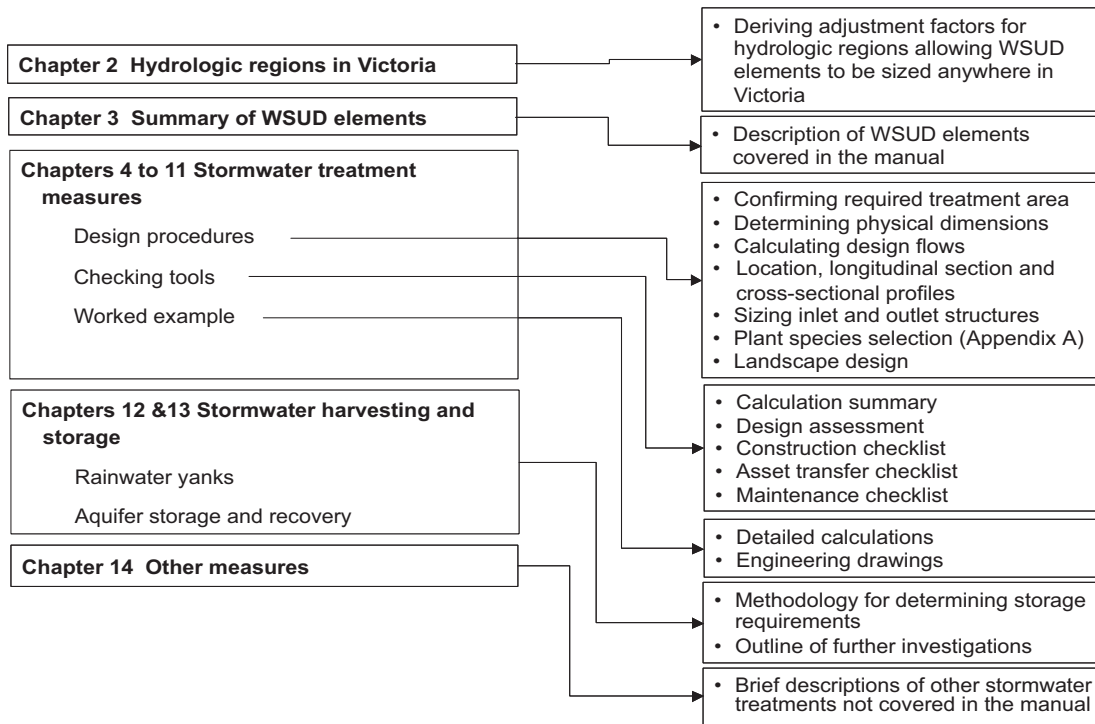 Chapter 2 Hydrologic regions in Victoria
Chapter 3 Summary of WSUD elements
Chapters 4 to 11 Stormwater treatment
measures
Design procedures
Checking tools
Worked example
Chapters 12 &13 Stormwater harvesting and
storage
Rainwater yanks
Aquifer storage and recovery
Chapter 14 Other measures
• Deriving adjustment factors for
hydrologic regions allowing WSUD
elements to be sized anywhere in
Victoria
• Description of WSUD elements
covered in the manual
• Confirming required treatment area
• Determining physical dimensions
• Calculating design flows
• Location, longitudinal section and
cross-sectional profiles
• Sizing inlet and outlet structures
• Plant species selection (Appendix A)
• Landscape design
• Calculation summary
• Design assessment
• Construction checklist
• Asset transfer checklist
• Maintenance checklist
• Detailed calculations
• Engineering drawings
• Methodology for determining storage
requirements
• Outline of further investigations
• Brief descriptions of other stormwater
treatments not covered in the manual